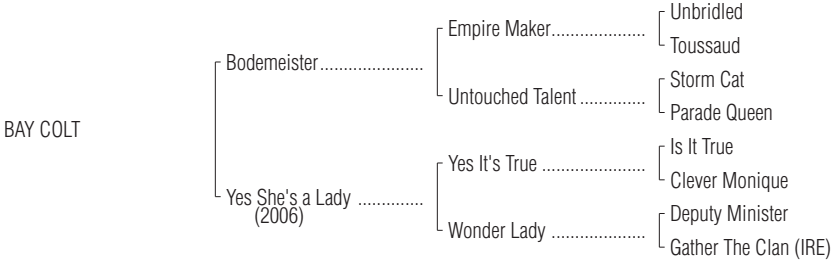 Unbridled
Empire Maker....................
Toussaud
Bodemeister......................
Storm Cat
Untouched Talent ..............
Parade Queen
BAY COLT
Is It True
Yes It's True ......................
Clever Monique
Yes She's a Lady ..............
(2006)
Deputy Minister
Wonder Lady ....................
Gather The Clan (IRE)